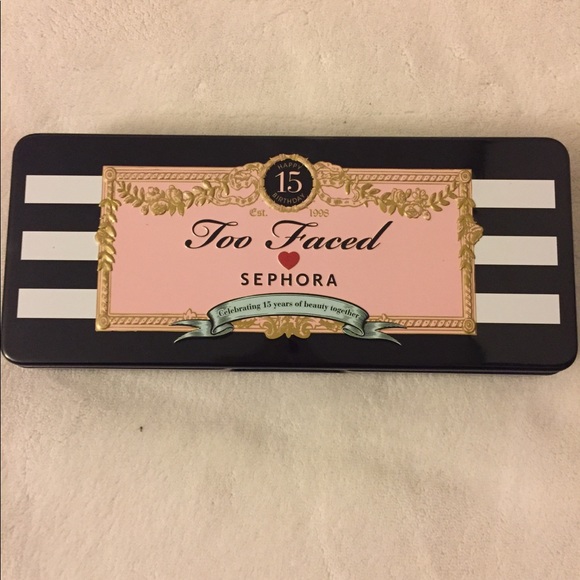 HAPPY
15
BIRTHDAY
Est. 1998
Too Faced
SEPHORA
Celebrating 15 years of beauty together